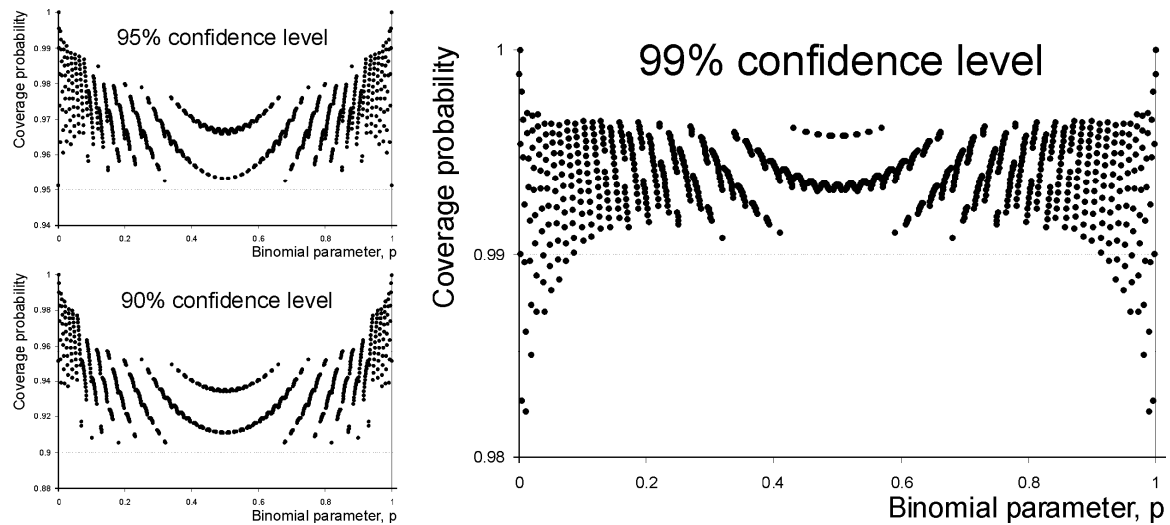 95% confidence level
Coverage probability
1
0.99
0.98
0.97
0.96
0.95
0.94
0 0.2 0.4 0.6 0.8 1
Binomial parameter, p
90% confidence level
Coverage probability
1
0.98
0.96
0.94
0.92
0.9
0.88
0 0.2 0.4 0.6 0.8 1
Binomial parameter, p
99% confidence level
Coverage probability
1
0.99
0.98
0 0.2 0.4 0.6 0.8 1
Binomial parameter, p